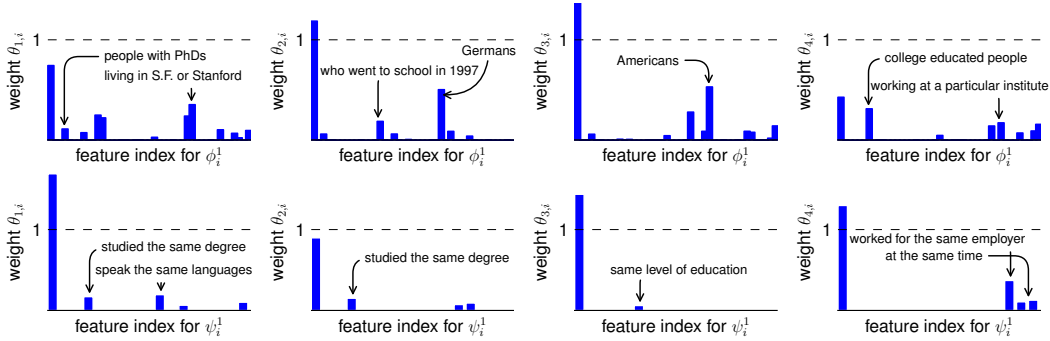 weight θ1,i
1
people with PhDs
living in S.F. or Stanford
feature index for ϕ¹i
weight θ2,i
1
Germans
who went to school in 1997
feature index for ϕ¹i
weight θ3,i
1
Americans
feature index for ϕ¹i
weight θ4,i
1
college educated people
working at a particular institute
feature index for ϕ¹i
weight θ1,i
1
studied the same degree
speak the same languages
feature index for ψ¹i
weight θ2,i
1
studied the same degree
feature index for ψ¹i
weight θ3,i
1
same level of education
feature index for ψ¹i
weight θ4,i
1
worked for the same employer
at the same time
feature index for ψ¹i